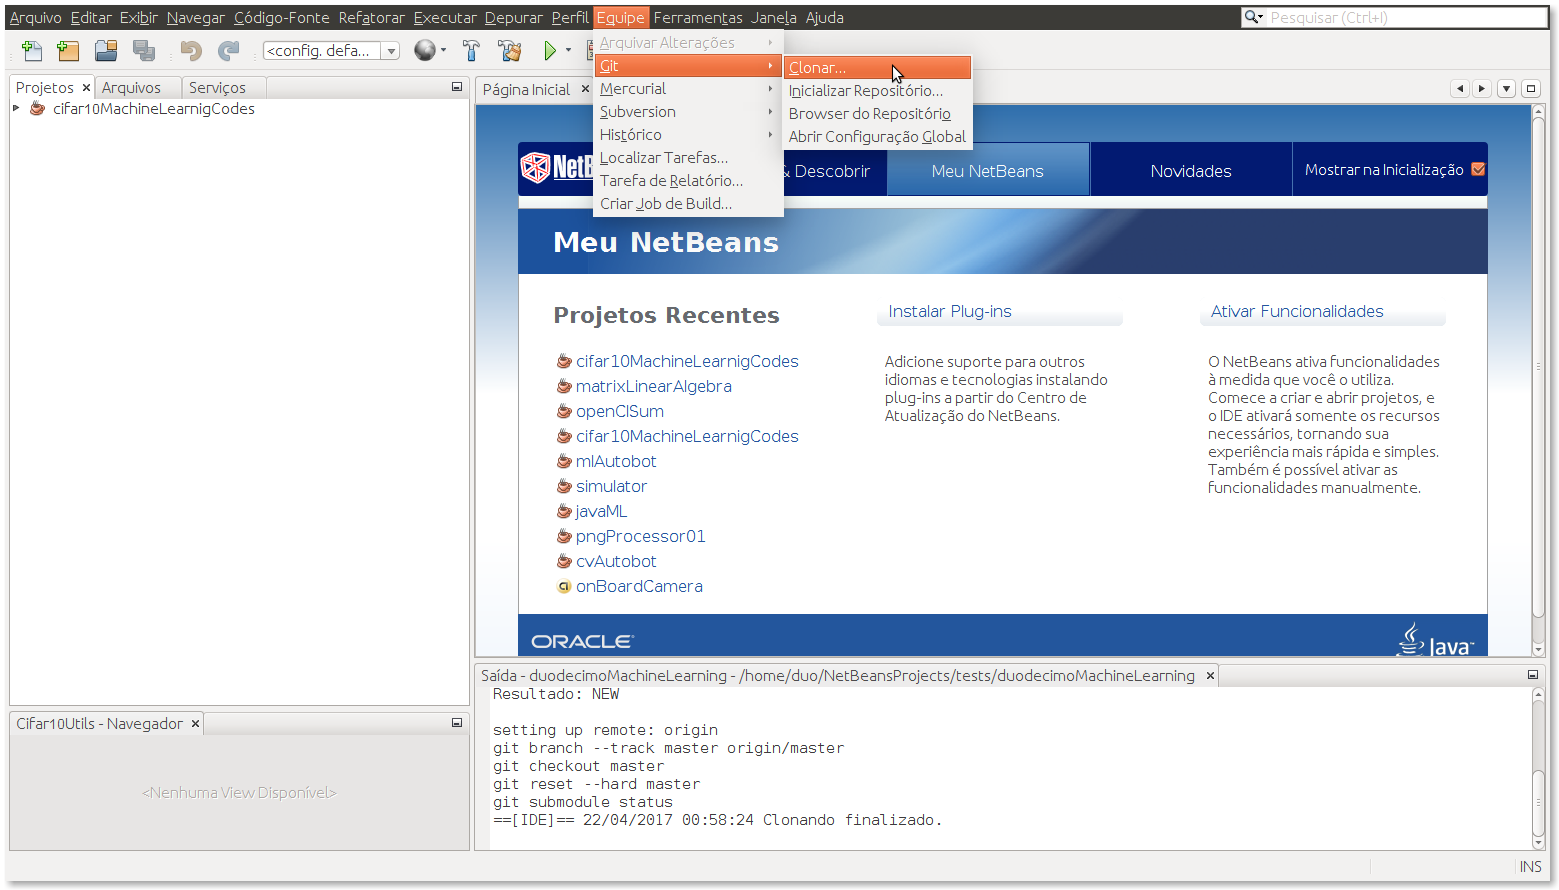 Arquivo Editar Exibir Navegar Código-Fonte Refatorar Executar Depurar Perfil Equipe Ferramentas Janela Ajuda
Pesquisar (Ctrl+I)
<config. defa...
Arquivar Alterações
Git
Mercurial
Subversion
Histórico
Localizar Tarefas...
Tarefa de Relatório...
Criar Job de Build...
Clonar...
Inicializar Repositório...
Browser do Repositório
Abrir Configuração Global
Projetos Arquivos Serviços
cifar10MachineLearnigCodes
Página Inicial
NetB
& Descobrir Meu NetBeans Novidades Mostrar na Inicialização
Meu NetBeans
Projetos Recentes
cifar10MachineLearnigCodes
matrixLinearAlgebra
openCISum
cifar10MachineLearnigCodes
mlAutobot
simulator
javaML
pngProcessor01
cvAutobot
onBoardCamera
Instalar Plug-ins
Adicione suporte para outros
idiomas e tecnologias instalando
plug-ins a partir do Centro de
Atualização do NetBeans.
Ativar Funcionalidades
O NetBeans ativa funcionalidades
à medida que você o utiliza.
Comece a criar e abrir projetos, e
o IDE ativará somente os recursos
necessários, tornando sua
experiência mais rápida e simples.
Também é possível ativar as
funcionalidades manualmente.
ORACLE
Java
Cifar10Utils - Navegador
<Nenhuma View Disponível>
Saída - duodecimoMachineLearning - /home/duo/NetBeansProjects/tests/duodecimoMachineLearning
Resultado: NEW
setting up remote: origin
git branch --track master origin/master
git checkout master
git reset --hard master
git submodule status
==[IDE]== 22/04/2017 00:58:24 Clonando finalizado.
INS